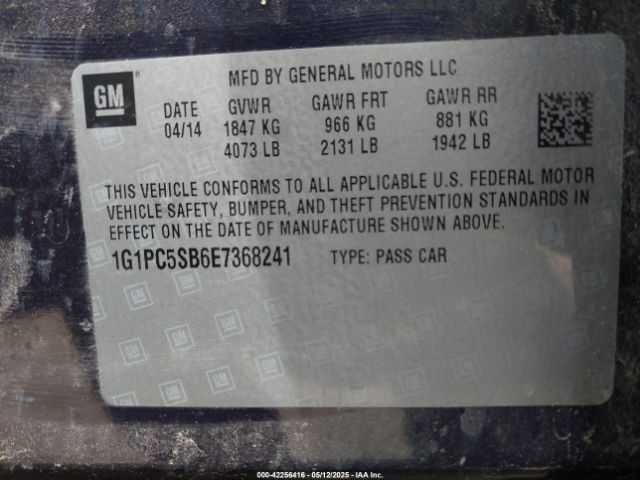 GM ®
MFD BY GENERAL MOTORS LLC
DATE GVWR GAWR FRT GAWR RR
04/14 1847 KG 966 KG 881 KG
4073 LB 2131 LB 1942 LB
THIS VEHICLE CONFORMS TO ALL APPLICABLE U.S. FEDERAL MOTOR
VEHICLE SAFETY, BUMPER, AND THEFT PREVENTION STANDARDS IN
EFFECT ON THE DATE OF MANUFACTURE SHOWN ABOVE.
1G1PC5SB6E7368241 TYPE: PASS CAR
000-42256416 - 05/12/2025 - IAA Inc.